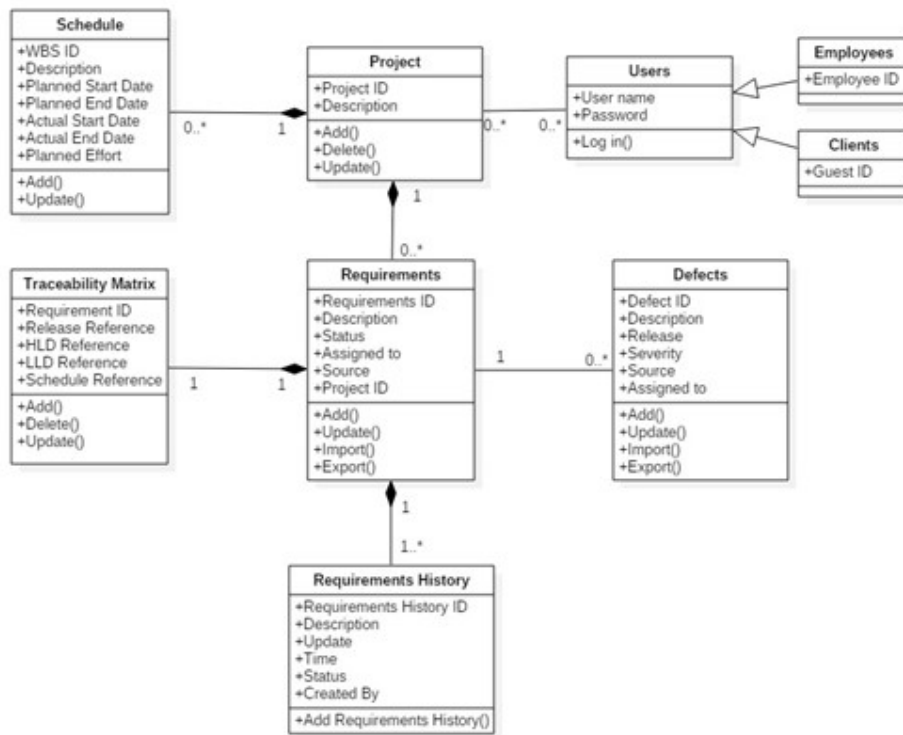 Schedule
+WBS ID
+Description
+Planned Start Date
+Planned End Date
+Actual Start Date
+Actual End Date
+Planned Effort
+Add()
+Update()
0..*
1
Project
+Project ID
+Description
+Add()
+Delete()
+Update()
0..*
0..*
Users
+User name
+Password
+Log in()
Employees
+Employee ID
Clients
+Guest ID
1
0..*
Traceability Matrix
+Requirement ID
+Release Reference
+HLD Reference
+LLD Reference
+Schedule Reference
+Add()
+Delete()
+Update()
1
1
Requirements
+Requirements ID
+Description
+Status
+Assigned to
+Source
+Project ID
+Add()
+Update()
+Import()
+Export()
1
0..*
Defects
+Defect ID
+Description
+Release
+Severity
+Source
+Assigned to
+Add()
+Update()
+Import()
+Export()
1
1..*
Requirements History
+Requirements History ID
+Description
+Update
+Time
+Status
+Created By
+Add Requirements History()